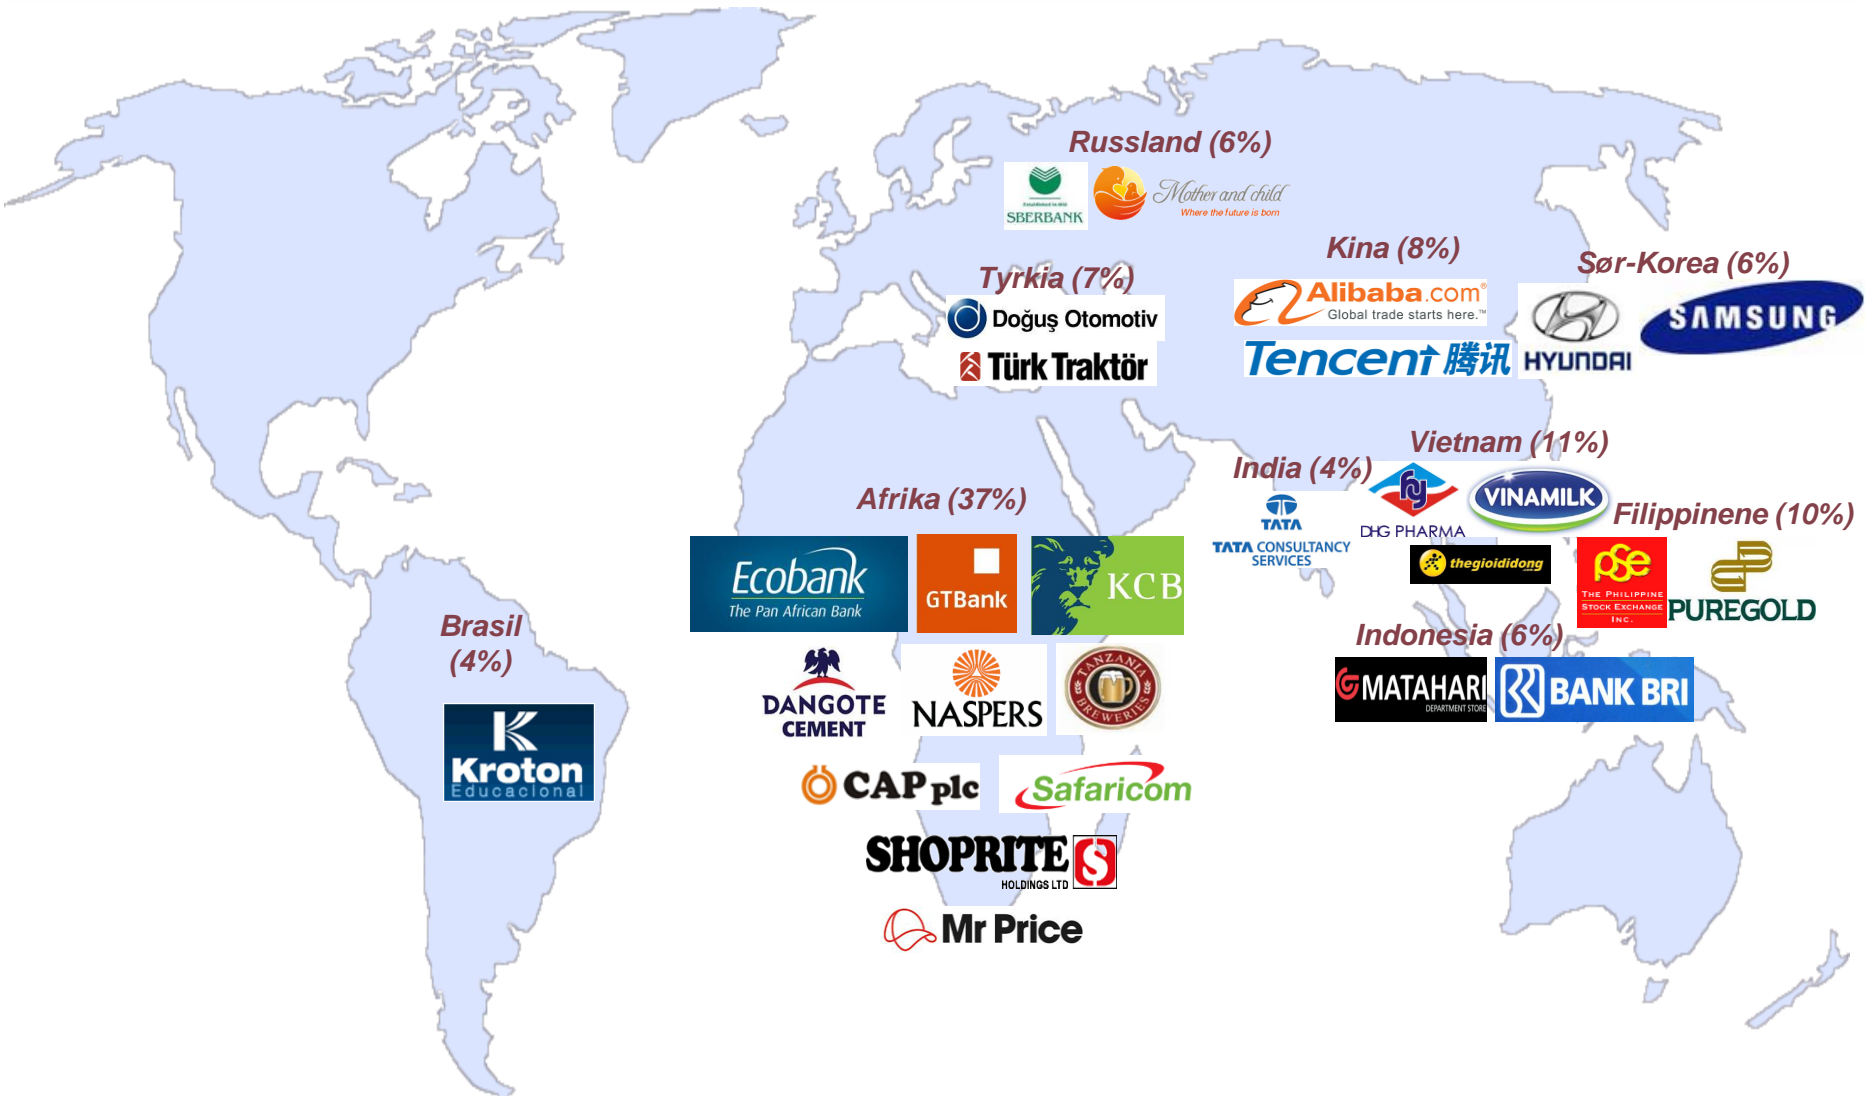 Russland (6%)
Established in 1841
SBERBANK
Mother and child
Where the future is born
Kina (8%)
Alibaba.com®
Global trade starts here.™
Tencent 腾讯
Sør-Korea (6%)
HYUNDAI
SAMSUNG
Tyrkia (7%)
Doğuş Otomotiv
Türk Traktör
Vietnam (11%)
DHG PHARMA
VINAMILK
thegioididong
India (4%)
TATA
TATA CONSULTANCY
SERVICES
Filippinene (10%)
pse
THE PHILIPPINE
STOCK EXCHANGE
INC.
PUREGOLD
Afrika (37%)
Ecobank
The Pan African Bank
GTBank
KCB
DANGOTE
CEMENT
NASPERS
TANZANIA
BREWERIES
CAP plc
Safaricom
SHOPRITE
HOLDINGS LTD
Mr Price
Indonesia (6%)
MATAHARI
DEPARTMENT STORE
BANK BRI
Brasil
(4%)
Kroton
Educacional